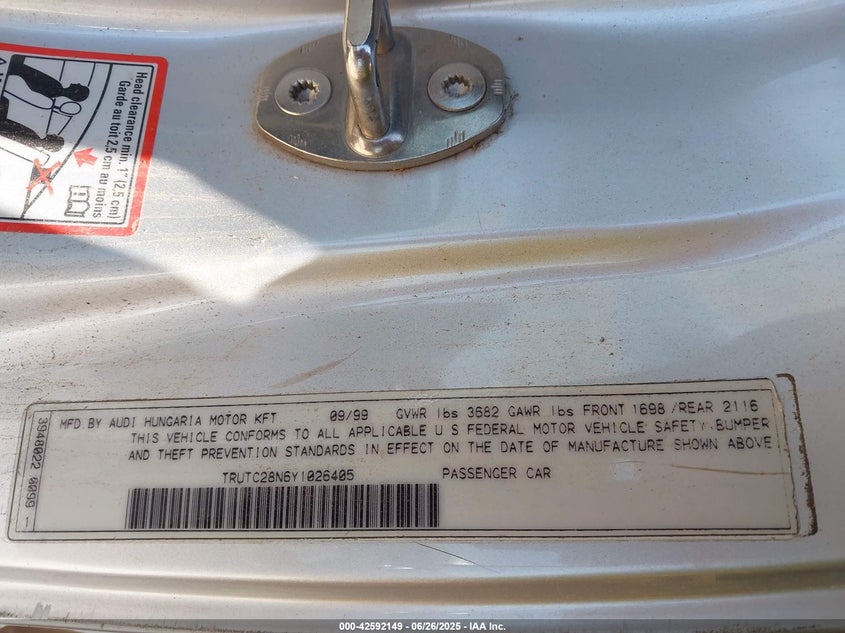 Head clearance min. 1" (2,5 cm)
Garde au toit 2,5 cm au moins
MFD BY AUDI HUNGARIA MOTOR KFT 09/99 GVWR lbs 3682 GAWR lbs FRONT 1698 /REAR 2116
THIS VEHICLE CONFORMS TO ALL APPLICABLE U S FEDERAL MOTOR VEHICLE SAFETY, BUMPER
AND THEFT PREVENTION STANDARDS IN EFFECT ON THE DATE OF MANUFACTURE SHOWN ABOVE
TRUTC28N6Y1026405 PASSENGER CAR
3948022 0099 1
000-42592149 - 06/26/2025 - IAA Inc.